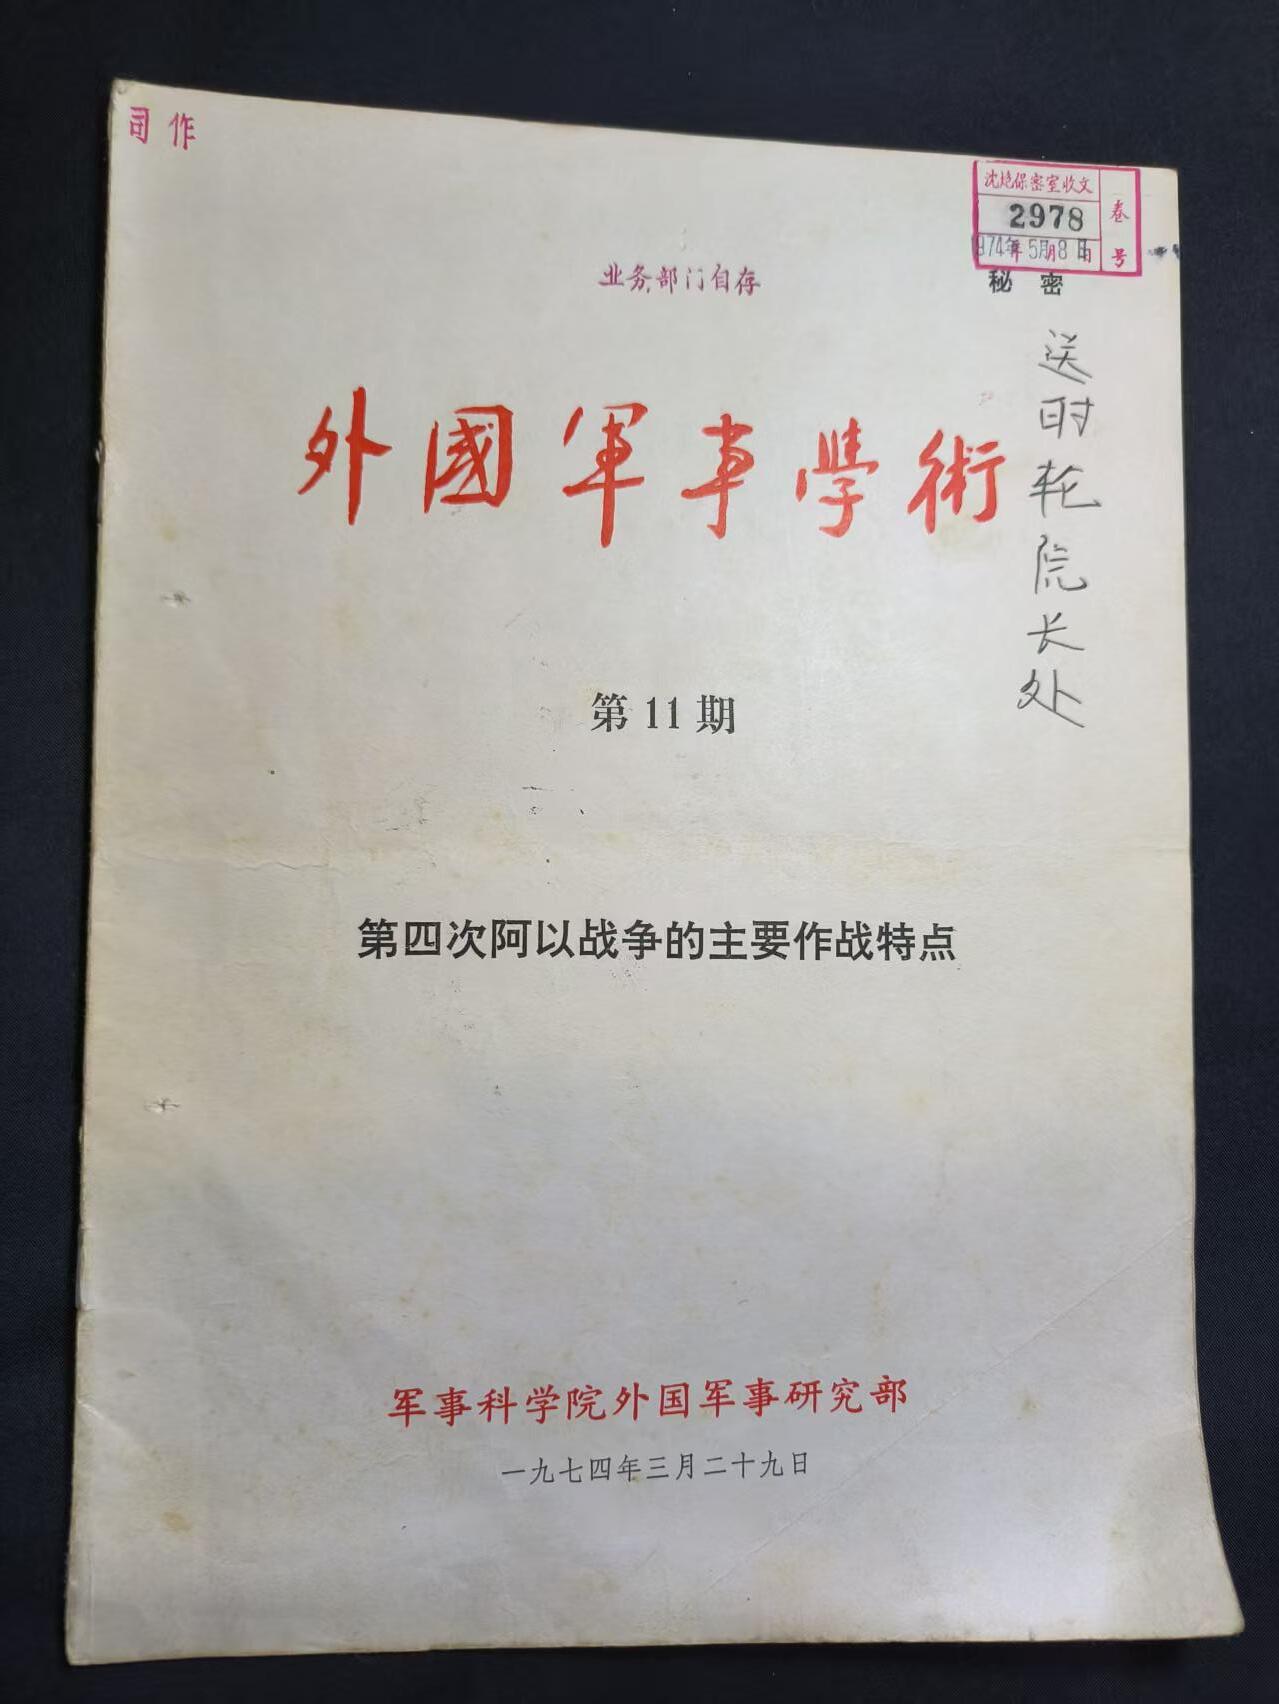 司作
沈炮保密室收文
2978
1974年5月8日
卷号
秘密
业务部门自存
外國軍事學術
送时轮院长处
第11期
第四次阿以战争的主要作战特点
军事科学院外国军事研究部
一九七四年三月二十九日